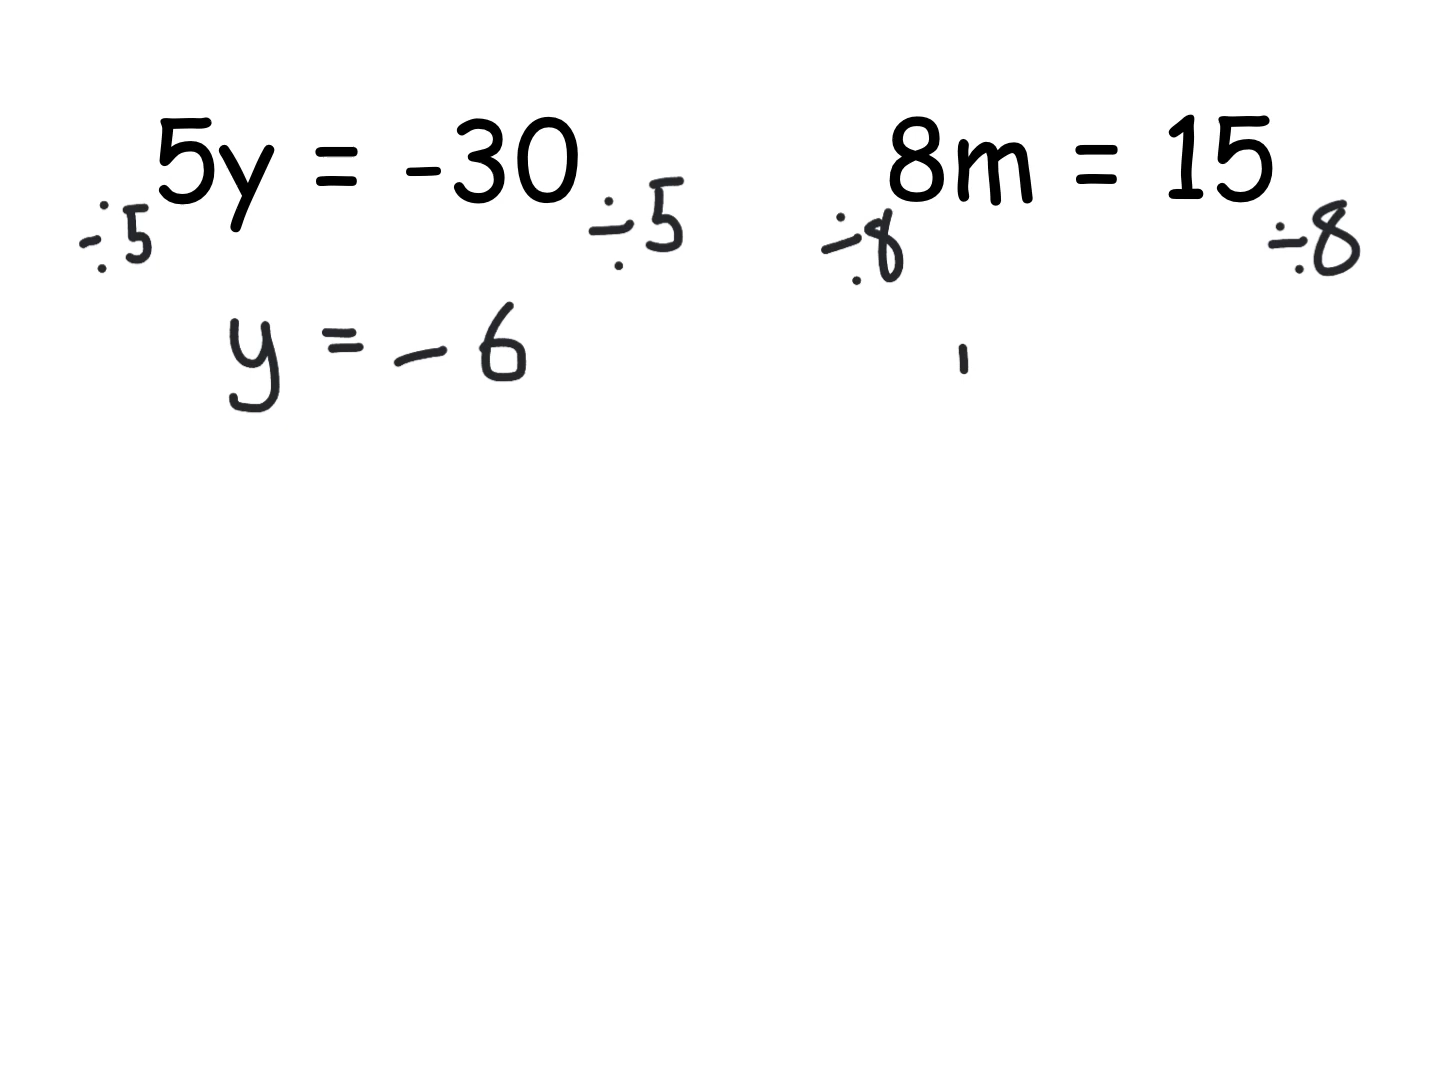 5y = -30
÷5 ÷5
y = - 6
8m = 15
÷8 ÷8